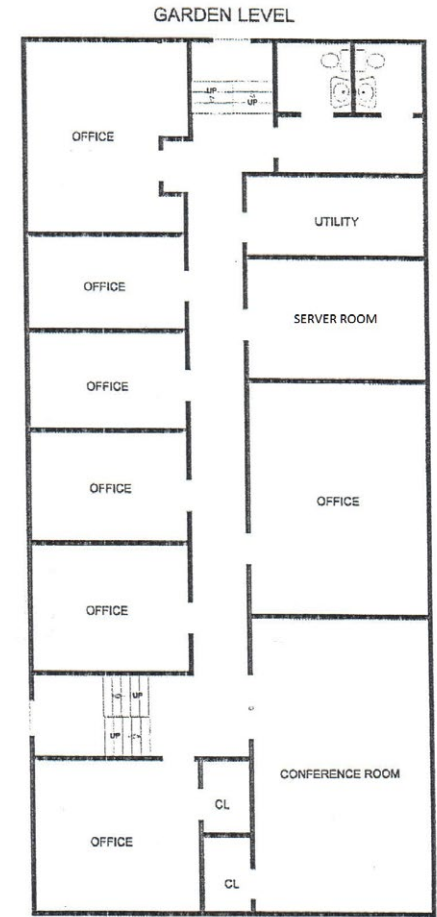 GARDEN LEVEL
UP
UP
OFFICE
UTILITY
OFFICE
SERVER ROOM
OFFICE
OFFICE
OFFICE
OFFICE
UP
UP
CONFERENCE ROOM
CL
OFFICE
CL